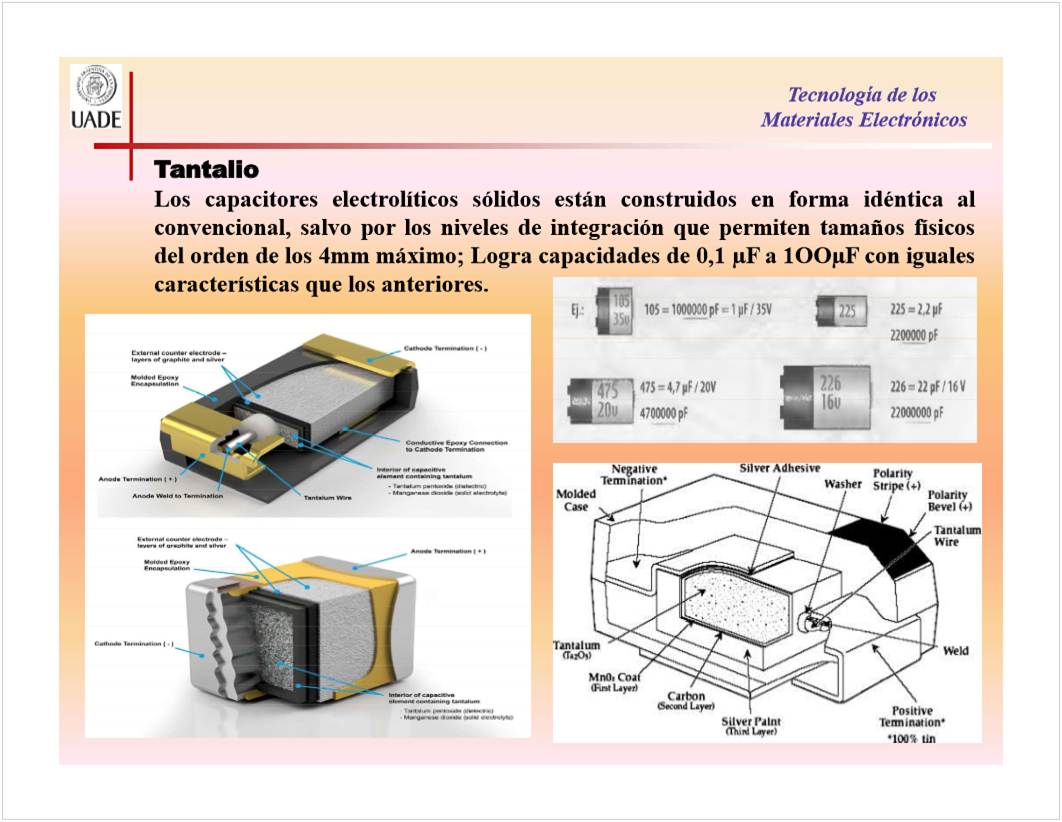 UADE
Tecnología de los
Materiales Electrónicos
Tantalio
Los capacitores electrolíticos sólidos están construidos en forma idéntica al
convencional, salvo por los niveles de integración que permiten tamaños físicos
del orden de los 4mm máximo; Logra capacidades de 0,1 µF a 1OOµF con iguales
características que los anteriores.
Ej.:
105
35υ
105 = 1000000 pF = 1 µF / 35V
225
225 = 2,2 µF
2200000 pF
475
20υ
475 = 4,7 µF / 20V
4700000 pF
226
16υ
226 = 22 pF / 16 V
22000000 pF
External counter electrode –
layers of graphite and silver
Molded Epoxy
Encapsulation
Cathode Termination ( - )
Conductive Epoxy Connection
to Cathode Termination
Interior of capacitive
element containing tantalum
- Tantalum pentoxide (dielectric)
- Manganese dioxide (solid electrolyte)
Anode Termination ( + )
Anode Weld to Termination
Tantalum Wire
External counter electrode –
layers of graphite and silver
Molded Epoxy
Encapsulation
Anode Termination ( + )
Cathode Termination ( - )
Interior of capacitive
element containing tantalum
- Tantalum pentoxide (dielectric)
- Manganese dioxide (solid electrolyte)
Negative
Termination*
Silver Adhesive
Molded
Case
Washer
Polarity
Stripe (+)
Polarity
Bevel (+)
Tantalum
Wire
Tantalum
(Ta2O5)
MnO2 Coat
(First Layer)
Carbon
(Second Layer)
Silver Paint
(Third Layer)
Weld
Positive
Termination*
*100% tin